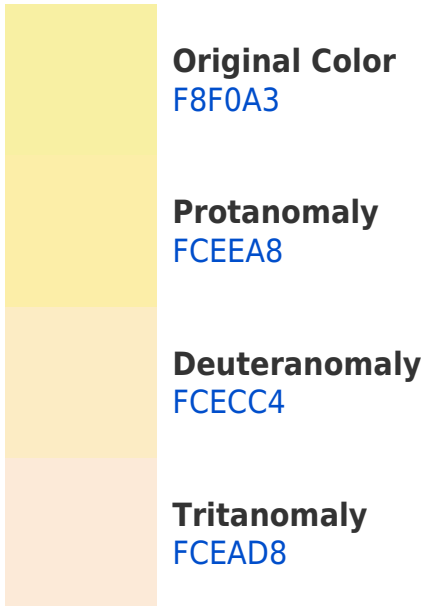 Original Color
F8F0A3
Protanomaly
FCEEA8
Deuteranomaly
FCECC4
Tritanomaly
FCEAD8